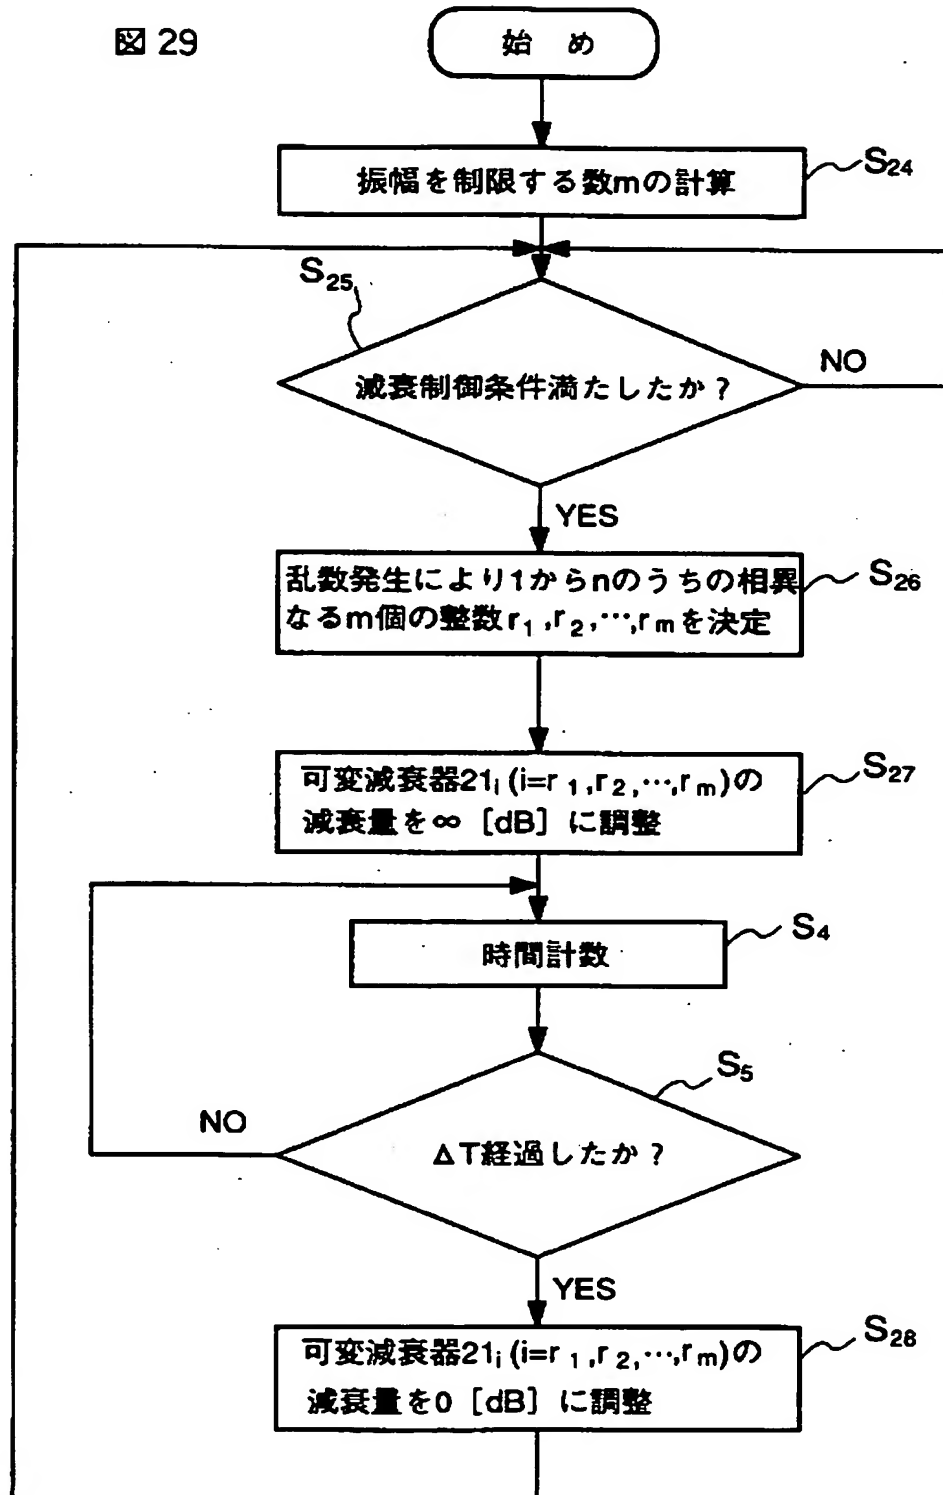 図 29
始 め
振幅を制限する数mの計算
S24
S25
減衰制御条件満たしたか?
NO
YES
乱数発生により1からnのうちの相異
なるm個の整数r1,r2,…,rmを決定
S26
可変減衰器21i(i=r1,r2,…,rm)の
減衰量を∞ [dB] に調整
S27
時間計数
S4
S5
ΔT経過したか?
NO
YES
可変減衰器21i(i=r1,r2,…,rm)の
減衰量を0 [dB] に調整
S28